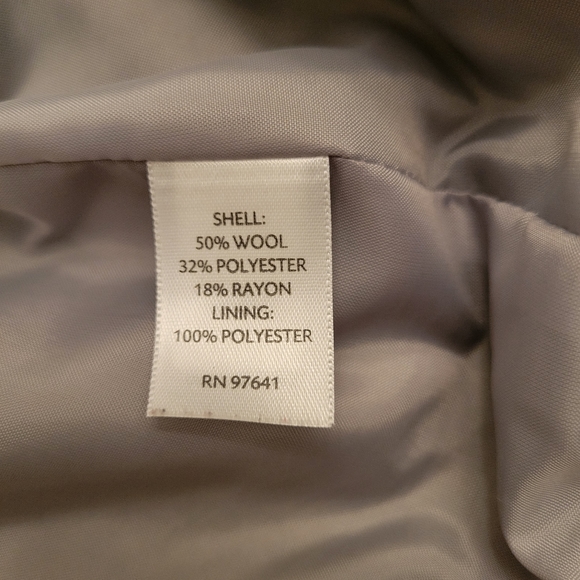 SHELL:
50% WOOL
32% POLYESTER
18% RAYON
LINING:
100% POLYESTER
RN 97641